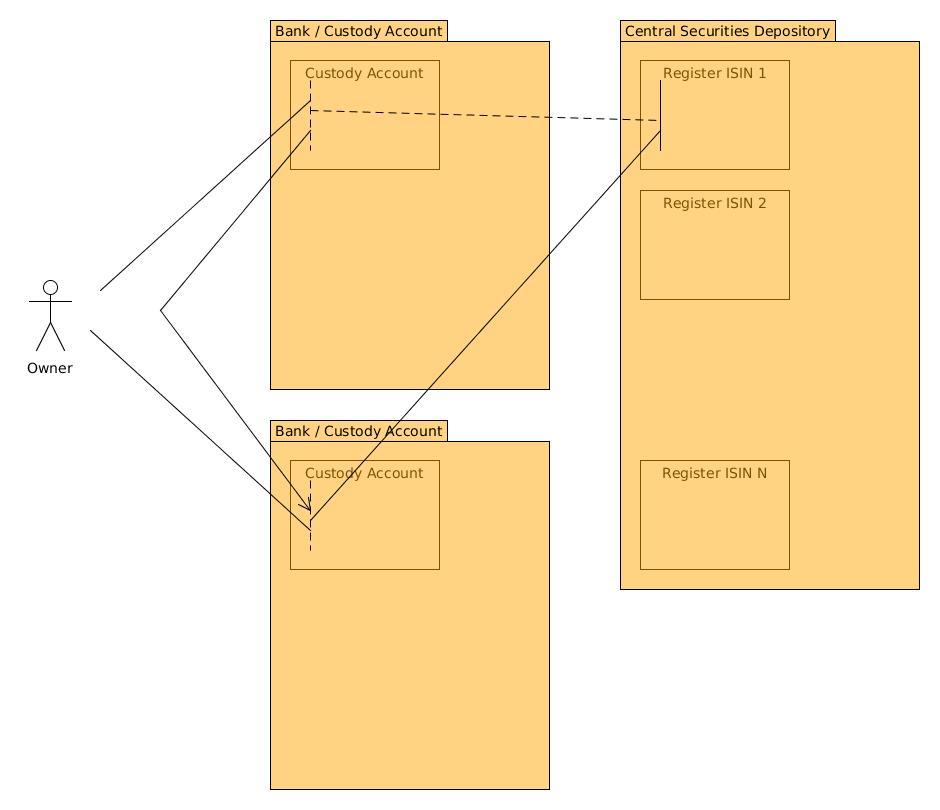 Bank / Custody Account
Central Securities Depository
Custody Account
Register ISIN 1
Register ISIN 2
Owner
Bank / Custody Account
Custody Account
Register ISIN N